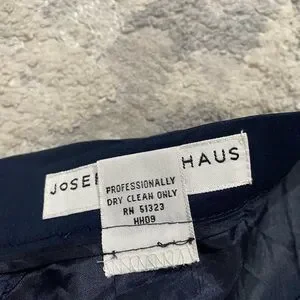 JOSE HAUS
PROFESSIONALLY
DRY CLEAN ONLY
RN 51323
HH09